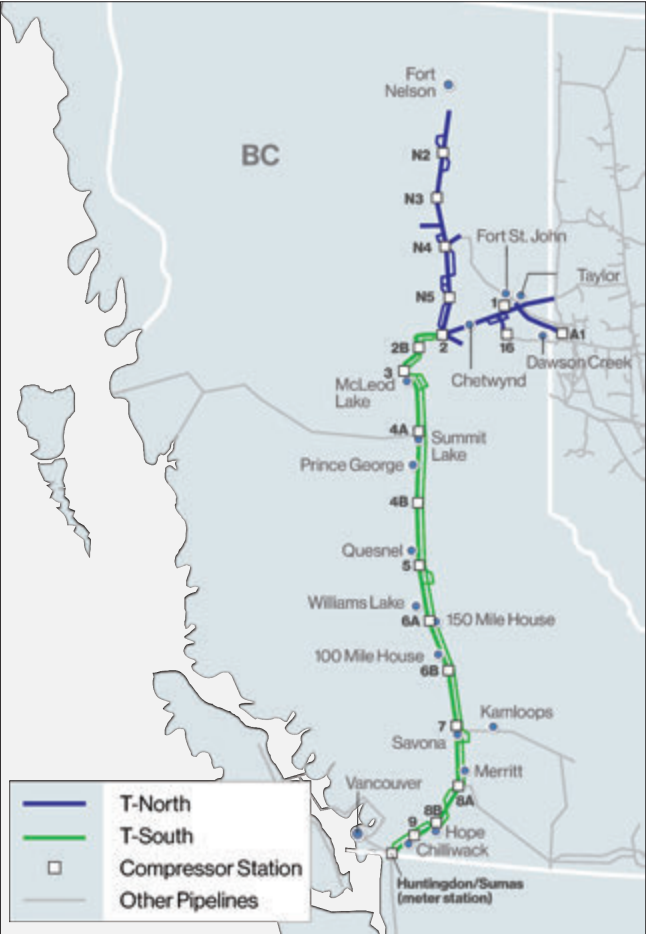 Fort
Nelson
BC
N2
N3
N4
Fort St. John
N5
Taylor
1
2
2B
16
A1
Dawson Creek
3
Chetwynd
McLeod
Lake
4A
Summit
Lake
Prince George
4B
Quesnel
5
Williams Lake
6A
150 Mile House
100 Mile House
6B
Kamloops
7
Savona
Merritt
Vancouver
8A
8B
9
Hope
Chilliwack
Huntingdon/Sumas
(meter station)
T-North
T-South
Compressor Station
Other Pipelines